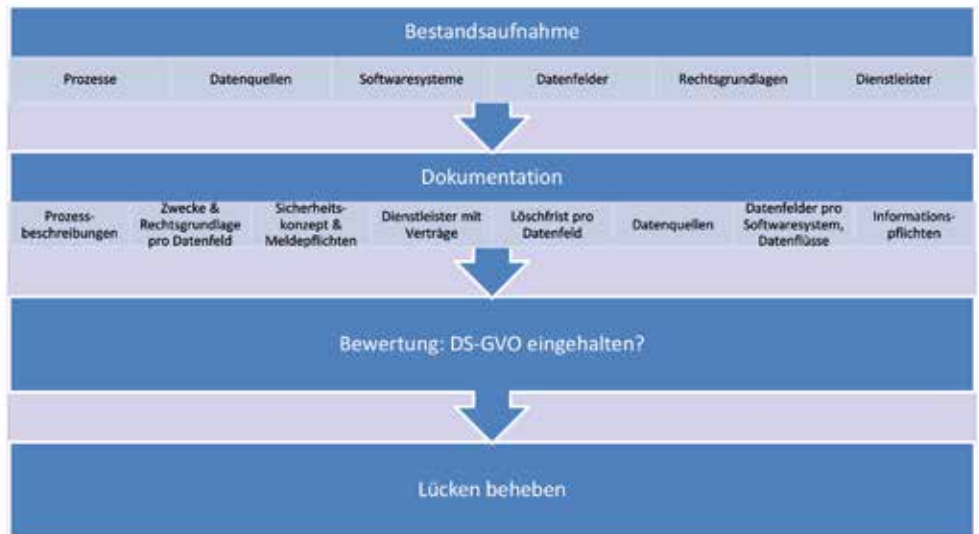 Bestandsaufnahme
Prozesse Datenquellen Softwaresysteme Datenfelder Rechtsgrundlagen Dienstleister
Dokumentation
Prozess-
beschreibungen
Zwecke &
Rechtsgrundlage
pro Datenfeld
Sicherheits-
konzept &
Meldepflichten
Dienstleister mit
Verträge
Löschfrist pro
Datenfeld
Datenquellen
Datenfelder pro
Softwaresystem,
Datenflüsse
Informations-
pflichten
Bewertung: DS-GVO eingehalten?
Lücken beheben